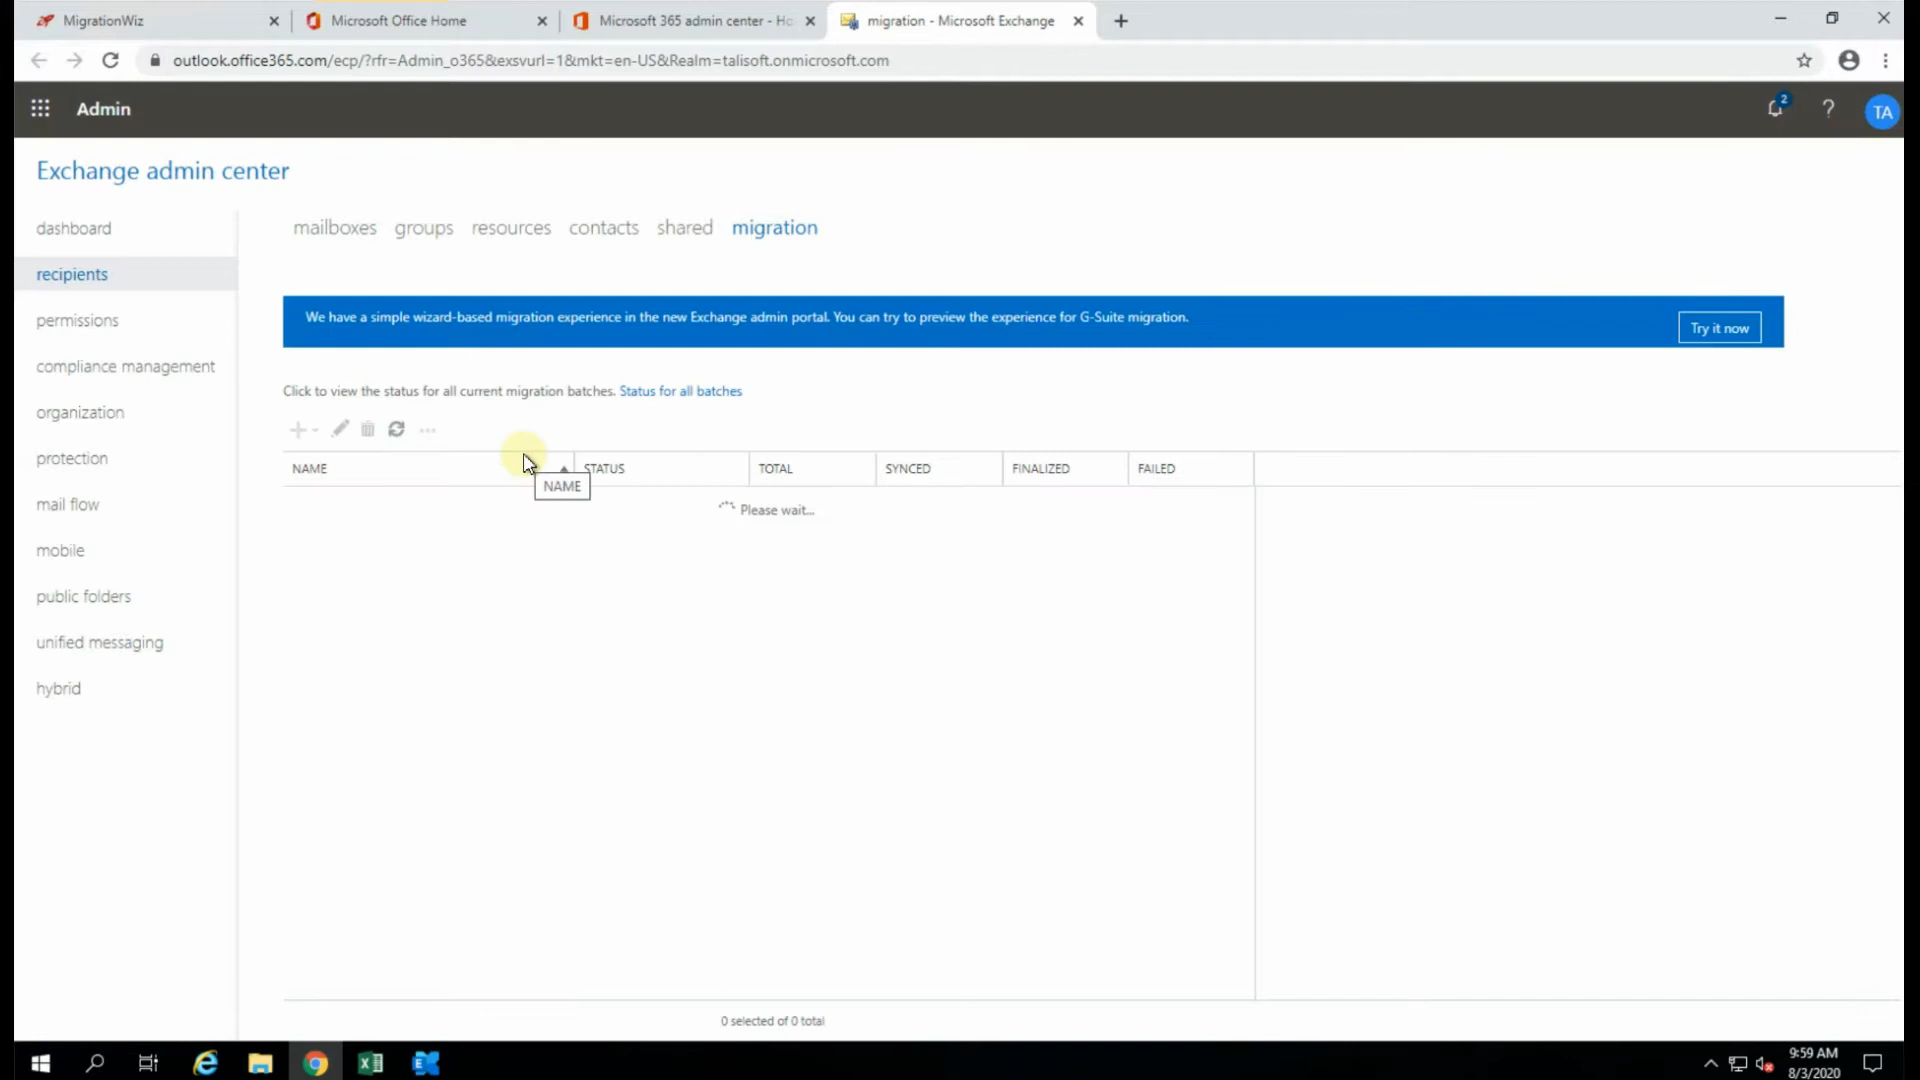 MigrationWiz
Microsoft Office Home
Microsoft 365 admin center - Ho
migration - Microsoft Exchange
outlook.office365.com/ecp/?rfr=Admin_o365&exsvurl=1&mkt=en-US&Realm=talisoft.onmicrosoft.com
Admin
2
?
TA
Exchange admin center
dashboard
recipients
permissions
compliance management
organization
protection
mail flow
mobile
public folders
unified messaging
hybrid
mailboxes groups resources contacts shared migration
We have a simple wizard-based migration experience in the new Exchange admin portal. You can try to preview the experience for G-Suite migration.
Try it now
Click to view the status for all current migration batches. Status for all batches
NAME STATUS TOTAL SYNCED FINALIZED FAILED
NAME
Please wait...
0 selected of 0 total
9:59 AM
8/3/2020